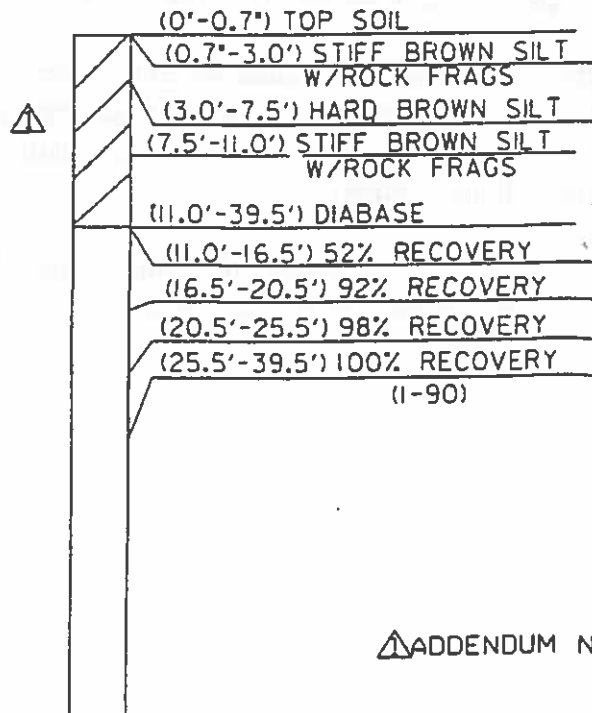 (0'-0.7") TOP SOIL
(0.7"-3.0') STIFF BROWN SILT
W/ROCK FRAGS
1
(3.0'-7.5') HARD BROWN SILT
(7.5'-11.0') STIFF BROWN SILT
W/ROCK FRAGS
(11.0'-39.5') DIABASE
(11.0'-16.5') 52% RECOVERY
(16.5'-20.5') 92% RECOVERY
(20.5'-25.5') 98% RECOVERY
(25.5'-39.5') 100% RECOVERY
(1-90)
1 ADDENDUM N